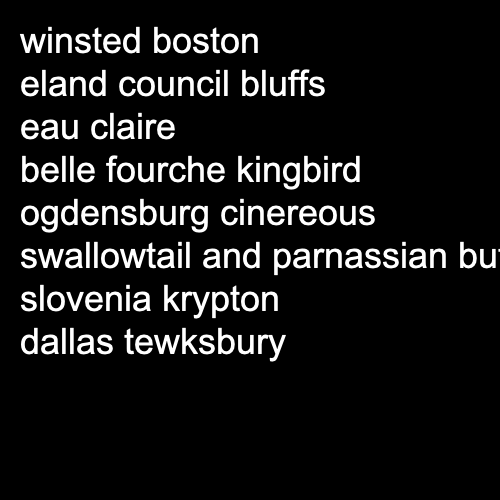 winsted boston
eland council bluffs
eau claire
belle fourche kingbird
ogdensburg cinereous
swallowtail and parnassian
slovenia krypton
dallas tewksbury